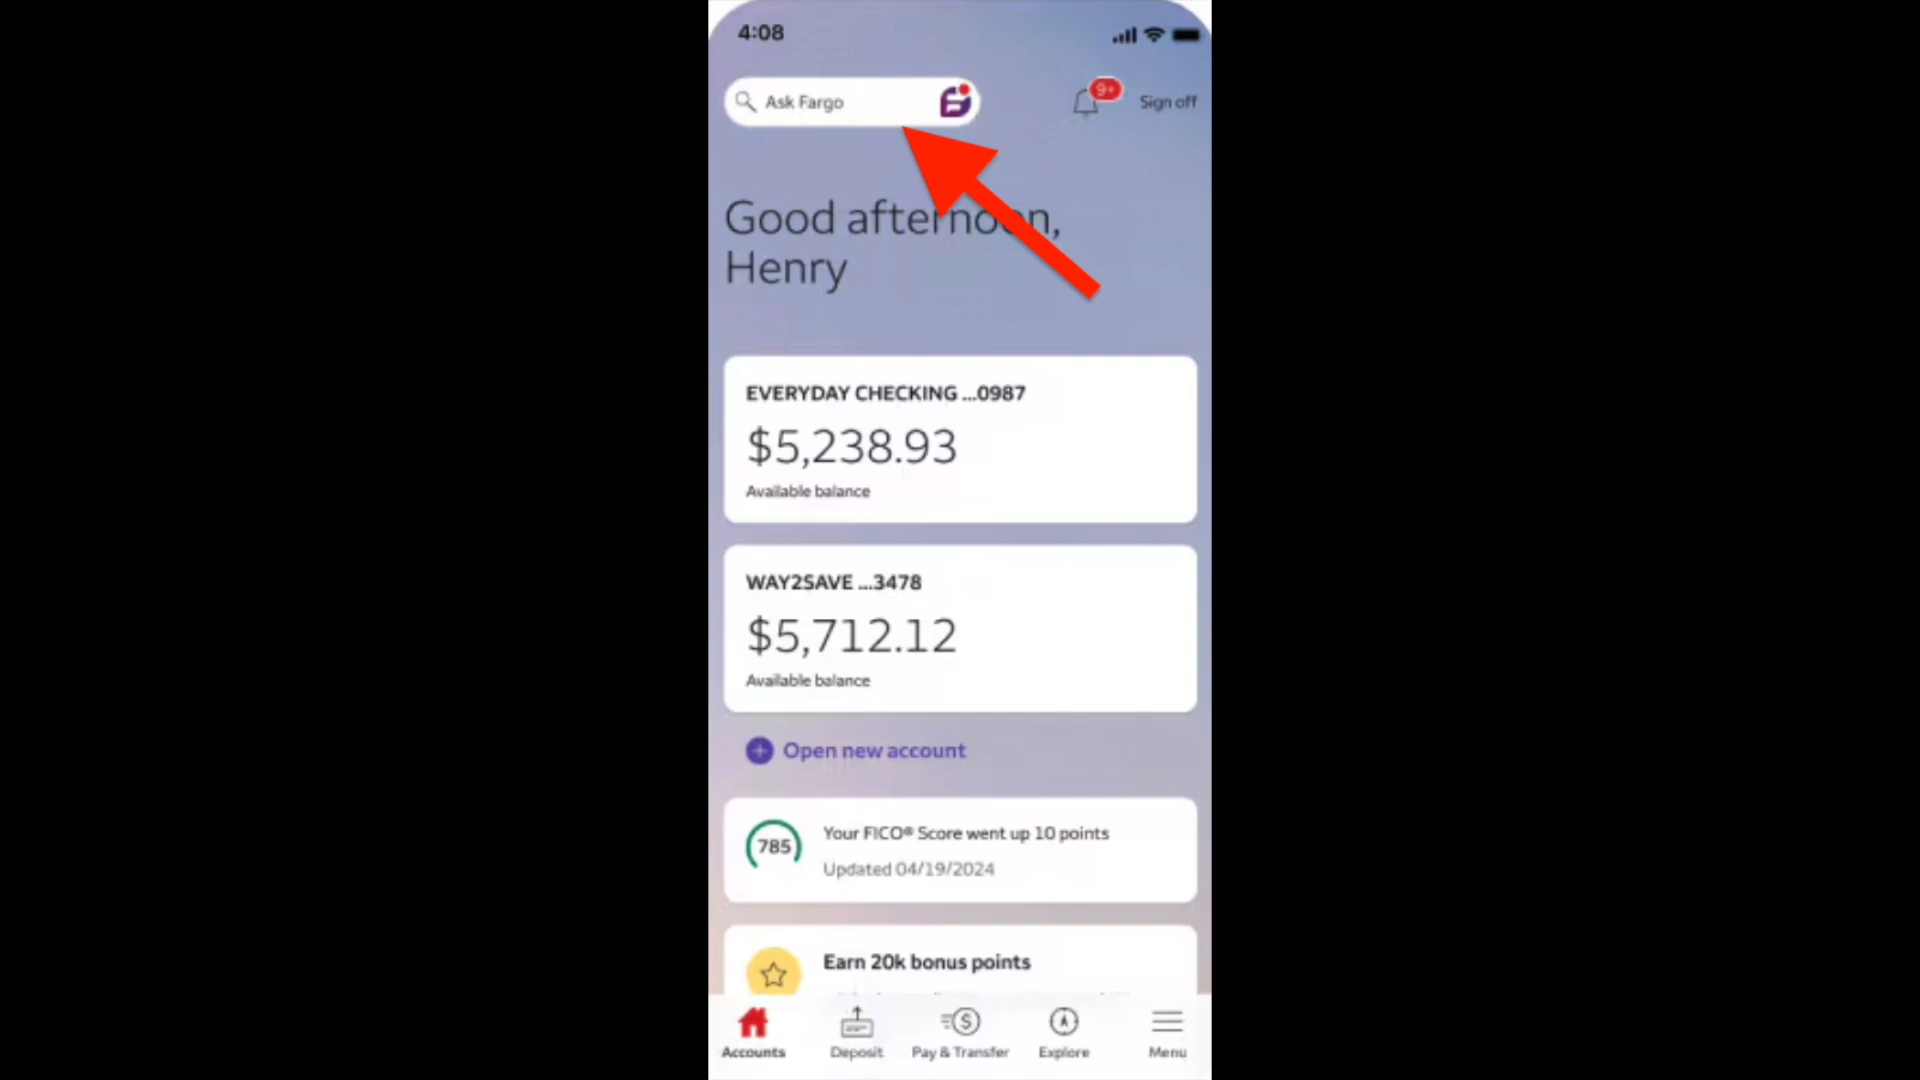 4:08
Ask Fargo
9+
Sign off
Good afternoon,
Henry
EVERYDAY CHECKING ...0987
$5,238.93
Available balance
WAY2SAVE ...3478
$5,712.12
Available balance
Open new account
785
Your FICO® Score went up 10 points
Updated 04/19/2024
Earn 20k bonus points
Accounts
Deposit
Pay & Transfer
Explore
Menu